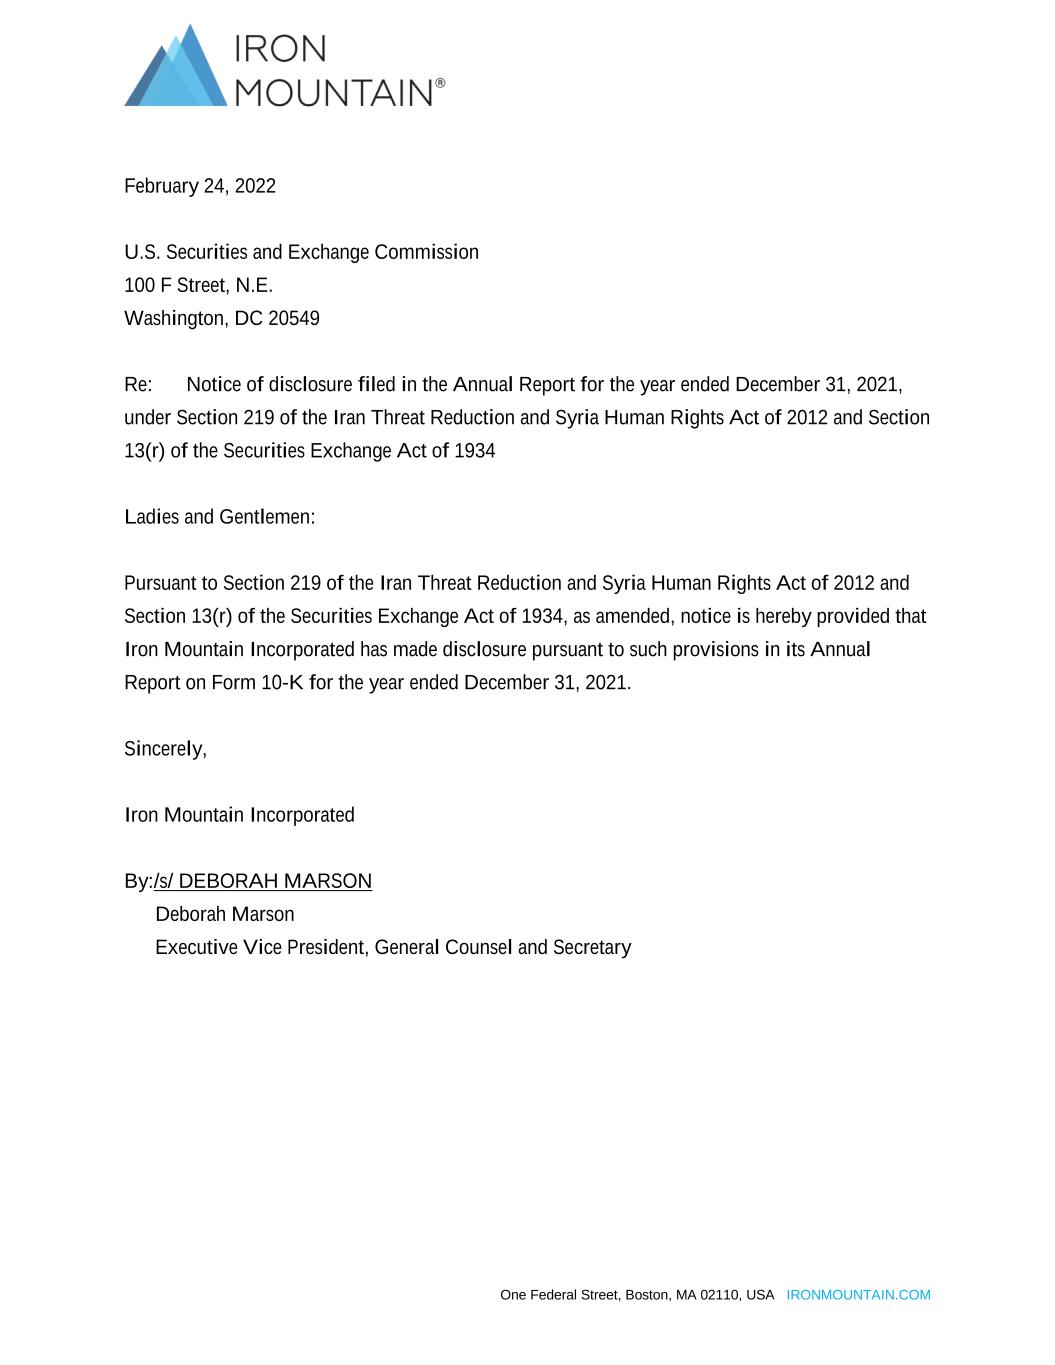 IRON
MOUNTAIN®
February 24, 2022
U.S. Securities and Exchange Commission
100 F Street, N.E.
Washington, DC 20549
Re: Notice of disclosure filed in the Annual Report for the year ended December 31, 2021,
under Section 219 of the Iran Threat Reduction and Syria Human Rights Act of 2012 and Section
13(r) of the Securities Exchange Act of 1934
Ladies and Gentlemen:
Pursuant to Section 219 of the Iran Threat Reduction and Syria Human Rights Act of 2012 and
Section 13(r) of the Securities Exchange Act of 1934, as amended, notice is hereby provided that
Iron Mountain Incorporated has made disclosure pursuant to such provisions in its Annual
Report on Form 10-K for the year ended December 31, 2021.
Sincerely,
Iron Mountain Incorporated
By:/s/ DEBORAH MARSON
Deborah Marson
Executive Vice President, General Counsel and Secretary
One Federal Street, Boston, MA 02110, USA IRONMOUNTAIN.COM